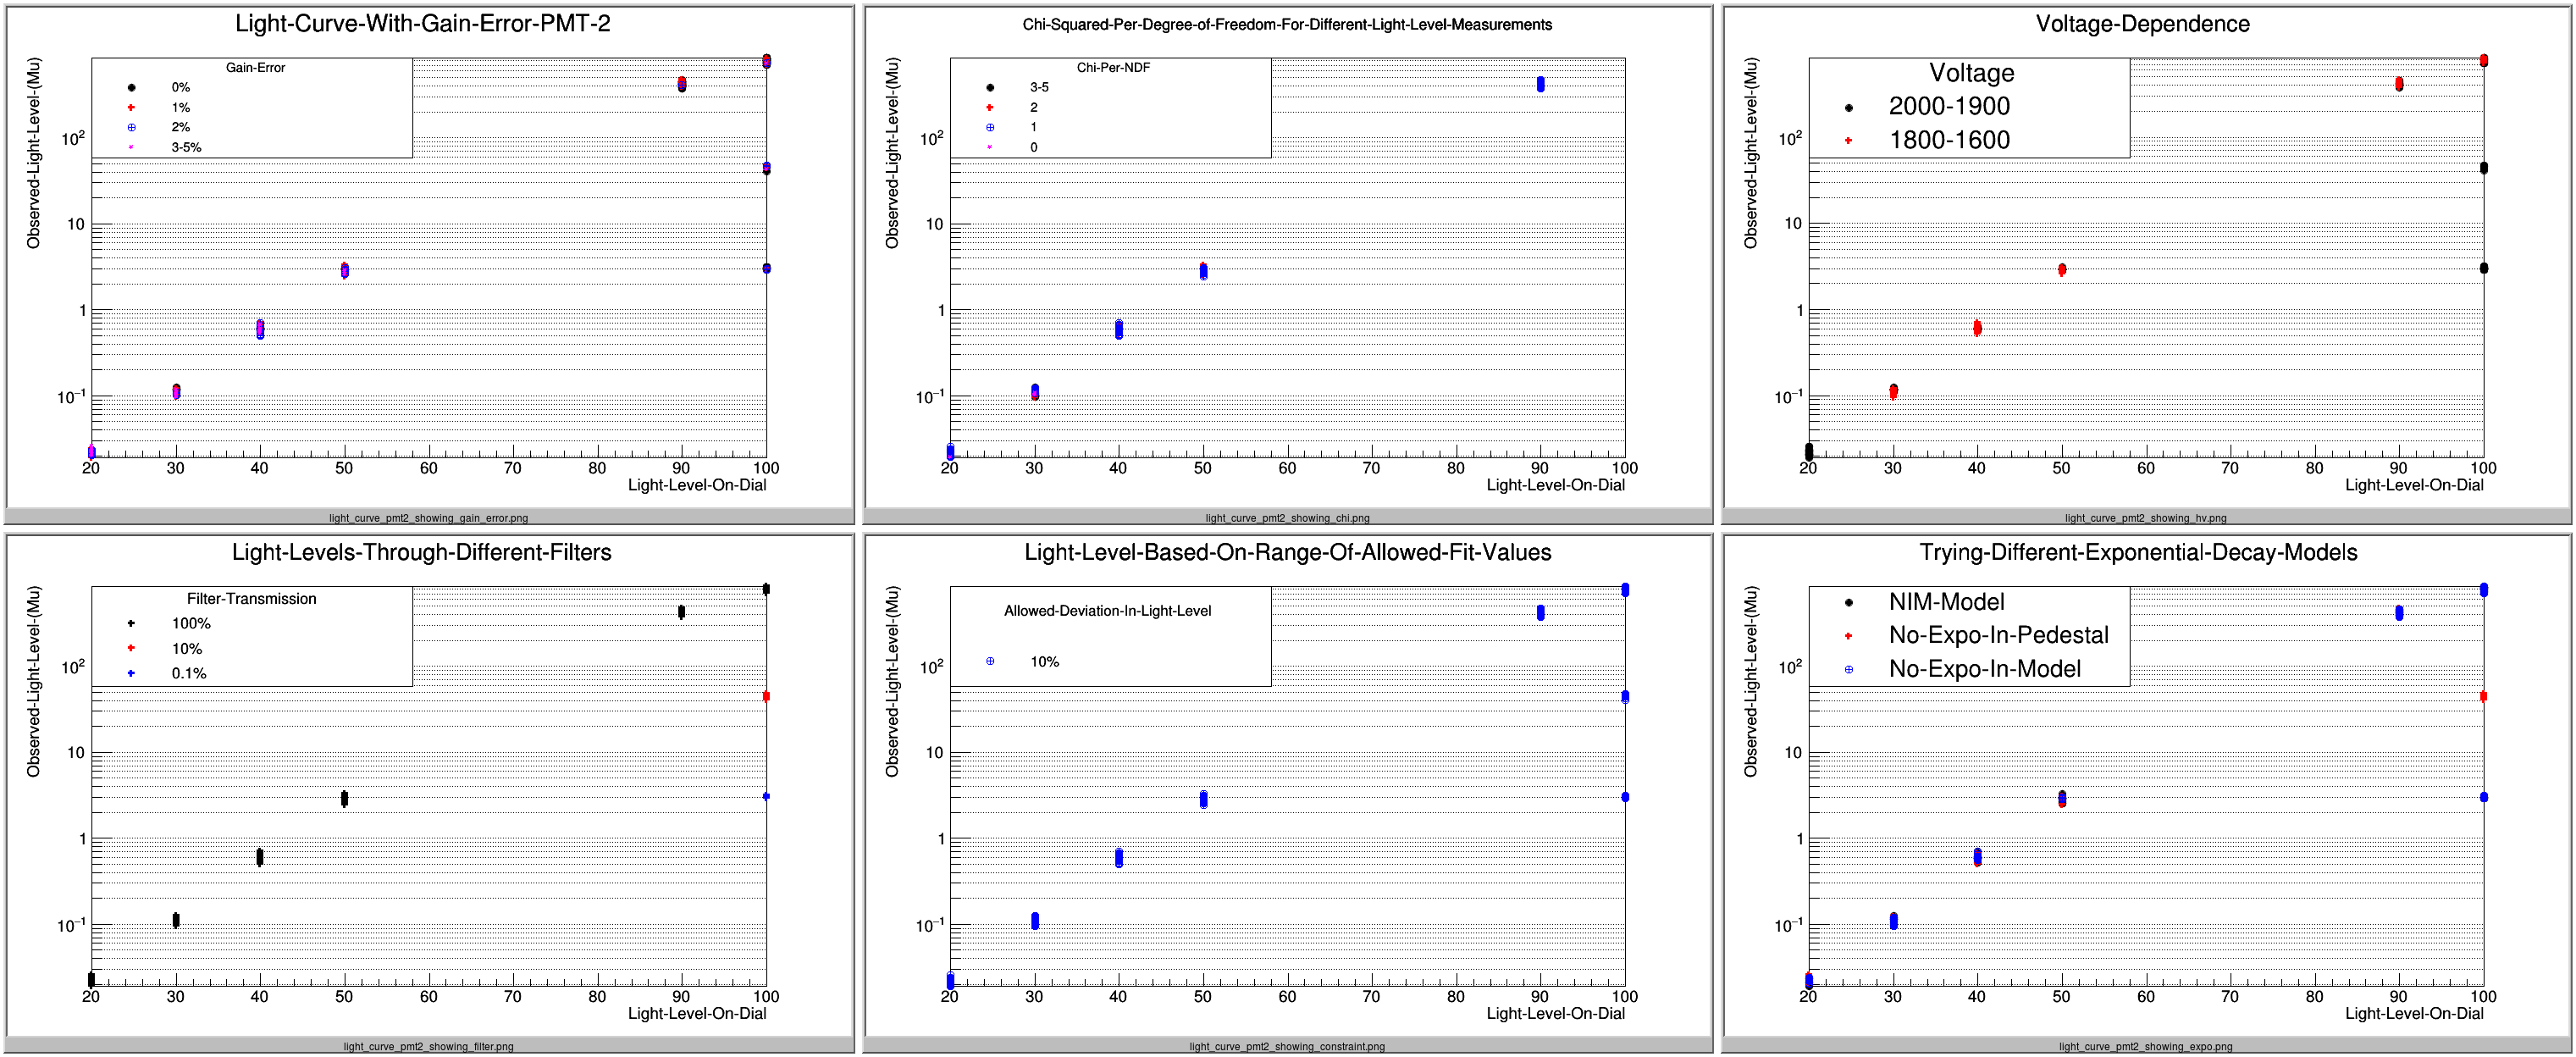 Light-Curve-With-Gain-Error-PMT-2
Observed-Light-Level-(Mu)
Gain-Error
0%
1%
2%
3-5%
10²
10
1
10⁻¹
20 30 40 50 60 70 80 90 100
Light-Level-On-Dial
light_curve_pmt2_showing_gain_error.png
Chi-Squared-Per-Degree-of-Freedom-For-Different-Light-Level-Measurements
Observed-Light-Level-(Mu)
Chi-Per-NDF
3-5
2
1
0
10²
10
1
10⁻¹
20 30 40 50 60 70 80 90 100
Light-Level-On-Dial
light_curve_pmt2_showing_chi.png
Voltage-Dependence
Observed-Light-Level-(Mu)
Voltage
2000-1900
1800-1600
10²
10
1
10⁻¹
20 30 40 50 60 70 80 90 100
Light-Level-On-Dial
light_curve_pmt2_showing_hv.png
Light-Levels-Through-Different-Filters
Observed-Light-Level-(Mu)
Filter-Transmission
100%
10%
0.1%
10²
10
1
10⁻¹
20 30 40 50 60 70 80 90 100
Light-Level-On-Dial
light_curve_pmt2_showing_filter.png
Light-Level-Based-On-Range-Of-Allowed-Fit-Values
Observed-Light-Level-(Mu)
Allowed-Deviation-In-Light-Level
10%
10²
10
1
10⁻¹
20 30 40 50 60 70 80 90 100
Light-Level-On-Dial
light_curve_pmt2_showing_constraint.png
Trying-Different-Exponential-Decay-Models
Observed-Light-Level-(Mu)
NIM-Model
No-Expo-In-Pedestal
No-Expo-In-Model
10²
10
1
10⁻¹
20 30 40 50 60 70 80 90 100
Light-Level-On-Dial
light_curve_pmt2_showing_expo.png